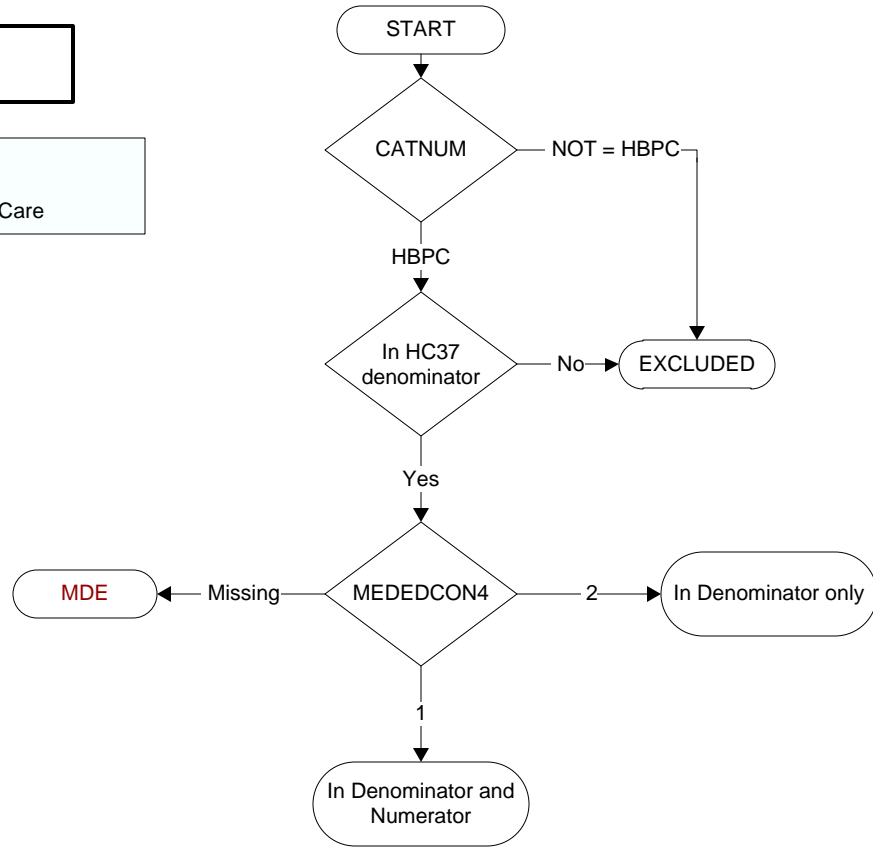 START
CATNUM
NOT = HBPC
Care
HBPC
In HC37
denominator
No
EXCLUDED
Yes
MDE
Missing
MEDEDCON4
2
In Denominator only
1
In Denominator and
Numerator